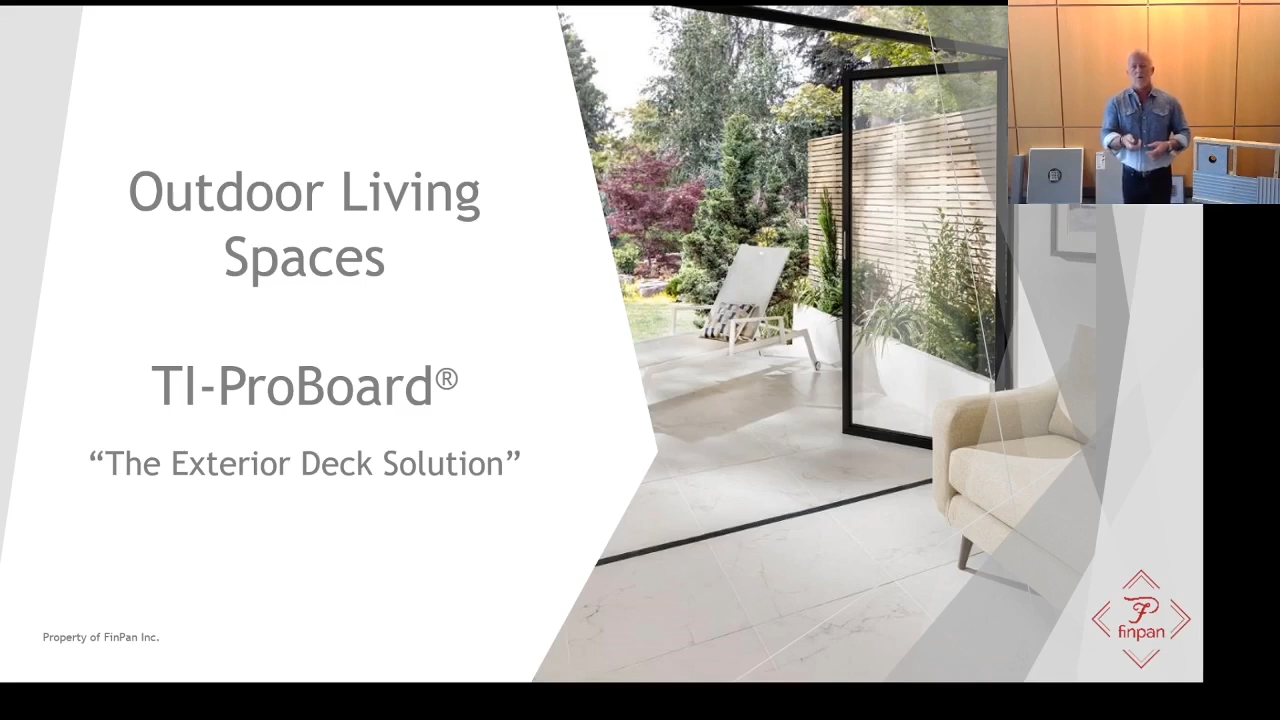 Outdoor Living
Spaces
TI-ProBoard®
“The Exterior Deck Solution”
Property of FinPan Inc.
finpan